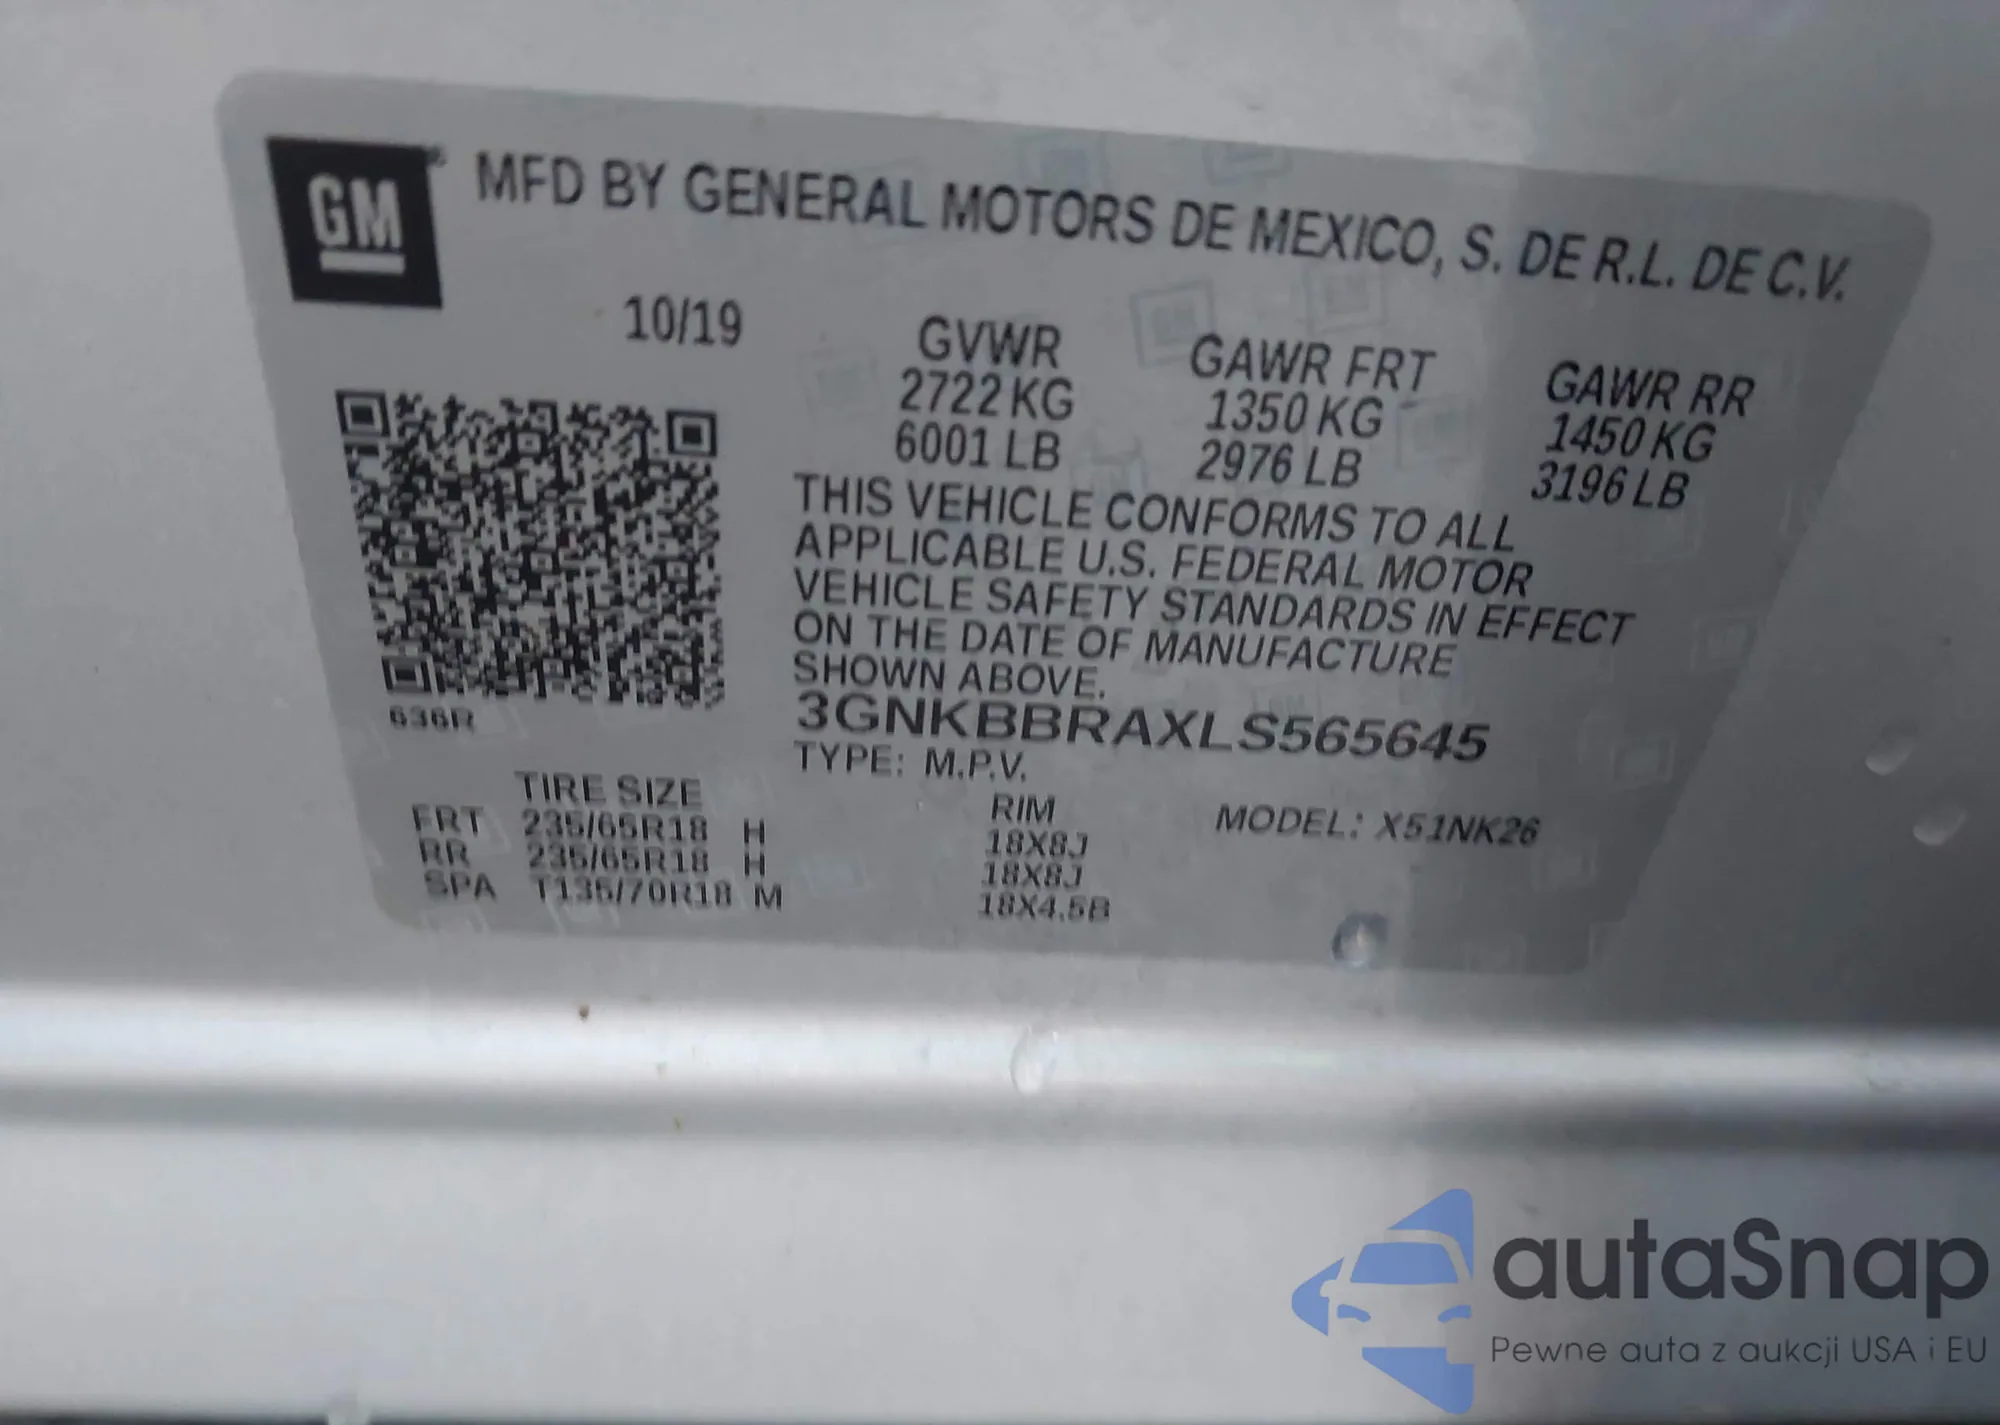 GM
MFD BY GENERAL MOTORS DE MEXICO, S. DE R.L. DE C.V.
10/19
GVWR GAWR FRT GAWR RR
2722 KG 1350 KG 1450 KG
6001 LB 2976 LB 3196 LB
THIS VEHICLE CONFORMS TO ALL
APPLICABLE U.S. FEDERAL MOTOR
VEHICLE SAFETY STANDARDS IN EFFECT
ON THE DATE OF MANUFACTURE
SHOWN ABOVE.
636R
3GNKBBRAXLS565645
TYPE: M.P.V. MODEL: X51NK26
TIRE SIZE RIM
FRT 235/65R18 H 18X8J
RR 235/65R18 H 18X8J
SPA T135/70R18 M 18X4.5B
autaSnap
Pewne auta z aukcji USA i EU